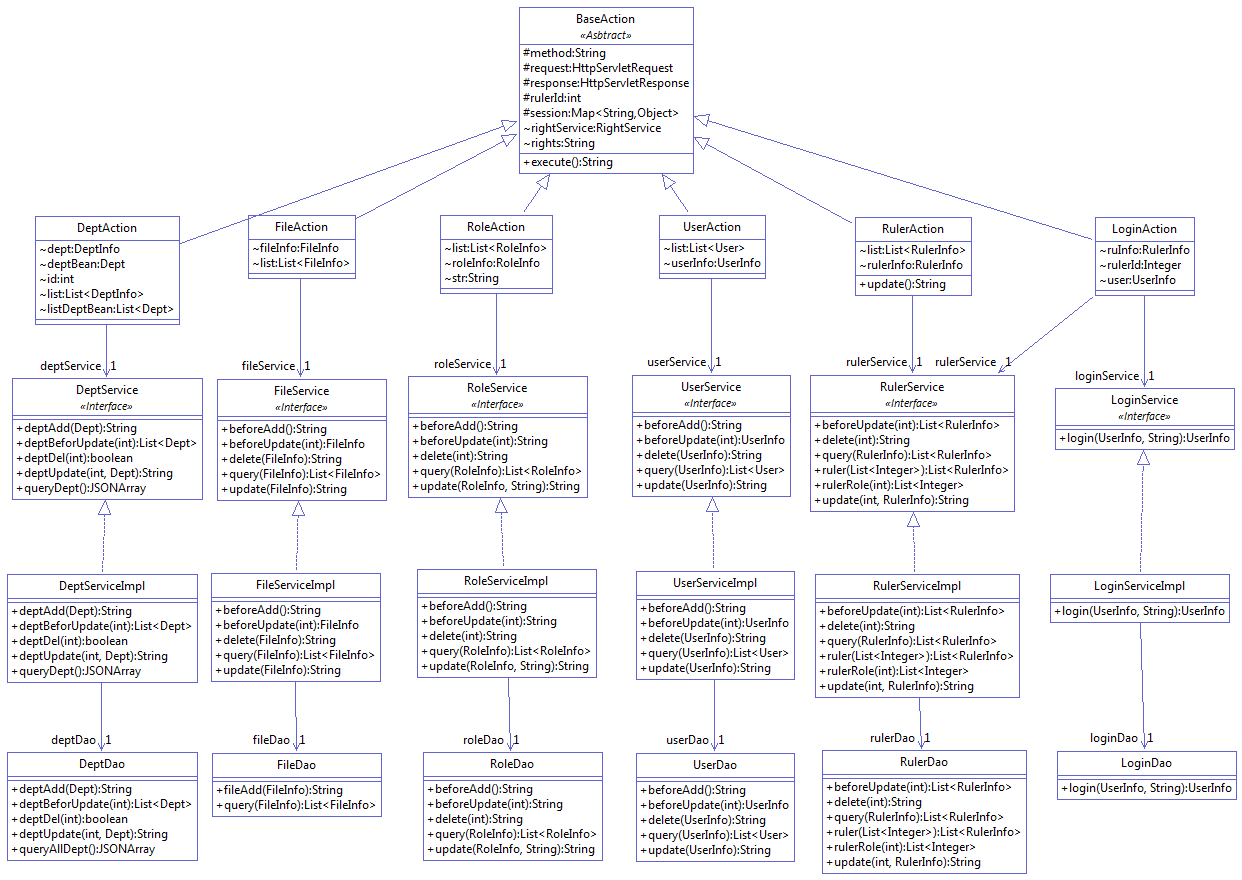 BaseAction
«Asbtract»
#method:String
#request:HttpServletRequest
#response:HttpServletResponse
#rulerId:int
#session:Map<String,Object>
~rightService:RightService
~rights:String
+execute():String
DeptAction
~dept:DeptInfo
~deptBean:Dept
~id:int
~list:List<DeptInfo>
~listDeptBean:List<Dept>
FileAction
~fileInfo:FileInfo
~list:List<FileInfo>
RoleAction
~list:List<RoleInfo>
~roleInfo:RoleInfo
~str:String
UserAction
~list:List<User>
~userInfo:UserInfo
RulerAction
~list:List<RulerInfo>
~rulerInfo:RulerInfo
+update():String
LoginAction
~ruInfo:RulerInfo
~rulerId:Integer
~user:UserInfo
deptService 1
fileService 1
roleService 1
userService 1
rulerService 1
rulerService 1
loginService 1
DeptService
«Interface»
+deptAdd(Dept):String
+deptBeforUpdate(int):List<Dept>
+deptDel(int):boolean
+deptUpdate(int, Dept):String
+queryDept():JSONArray
FileService
«Interface»
+beforeAdd():String
+beforeUpdate(int):FileInfo
+delete(FileInfo):String
+query(FileInfo):List<FileInfo>
+update(FileInfo):String
RoleService
«Interface»
+beforeAdd():String
+beforeUpdate(int):String
+delete(int):String
+query(RoleInfo):List<RoleInfo>
+update(RoleInfo, String):String
UserService
«Interface»
+beforeAdd():String
+beforeUpdate(int):UserInfo
+delete(UserInfo):String
+query(UserInfo):List<User>
+update(UserInfo):String
RulerService
«Interface»
+beforeUpdate(int):List<RulerInfo>
+delete(int):String
+query(RulerInfo):List<RulerInfo>
+ruler(List<Integer>):List<RulerInfo>
+rulerRole(int):List<Integer>
+update(int, RulerInfo):String
LoginService
«Interface»
+login(UserInfo, String):UserInfo
DeptServiceImpl
+deptAdd(Dept):String
+deptBeforUpdate(int):List<Dept>
+deptDel(int):boolean
+deptUpdate(int, Dept):String
+queryDept():JSONArray
FileServiceImpl
+beforeAdd():String
+beforeUpdate(int):FileInfo
+delete(FileInfo):String
+query(FileInfo):List<FileInfo>
+update(FileInfo):String
RoleServiceImpl
+beforeAdd():String
+beforeUpdate(int):String
+delete(int):String
+query(RoleInfo):List<RoleInfo>
+update(RoleInfo, String):String
UserServiceImpl
+beforeAdd():String
+beforeUpdate(int):UserInfo
+delete(UserInfo):String
+query(UserInfo):List<User>
+update(UserInfo):String
RulerServiceImpl
+beforeUpdate(int):List<RulerInfo>
+delete(int):String
+query(RulerInfo):List<RulerInfo>
+ruler(List<Integer>):List<RulerInfo>
+rulerRole(int):List<Integer>
+update(int, RulerInfo):String
LoginServiceImpl
+login(UserInfo, String):UserInfo
deptDao 1
fileDao 1
roleDao 1
userDao 1
rulerDao 1
loginDao 1
DeptDao
+deptAdd(Dept):String
+deptBeforUpdate(int):List<Dept>
+deptDel(int):boolean
+deptUpdate(int, Dept):String
+queryAllDept():JSONArray
FileDao
+fileAdd(FileInfo):String
+query(FileInfo):List<FileInfo>
RoleDao
+beforeAdd():String
+beforeUpdate(int):String
+delete(int):String
+query(RoleInfo):List<RoleInfo>
+update(RoleInfo, String):String
UserDao
+beforeAdd():String
+beforeUpdate(int):UserInfo
+delete(UserInfo):String
+query(UserInfo):List<User>
+update(UserInfo):String
RulerDao
+beforeUpdate(int):List<RulerInfo>
+delete(int):String
+query(RulerInfo):List<RulerInfo>
+ruler(List<Integer>):List<RulerInfo>
+rulerRole(int):List<Integer>
+update(int, RulerInfo):String
LoginDao
+login(UserInfo, String):UserInfo